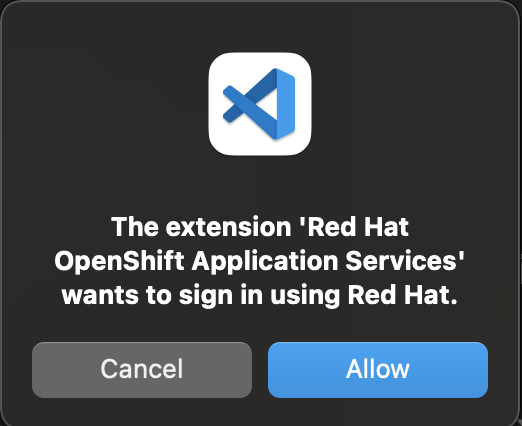 The extension 'Red Hat
OpenShift Application Services'
wants to sign in using Red Hat.
Cancel
Allow